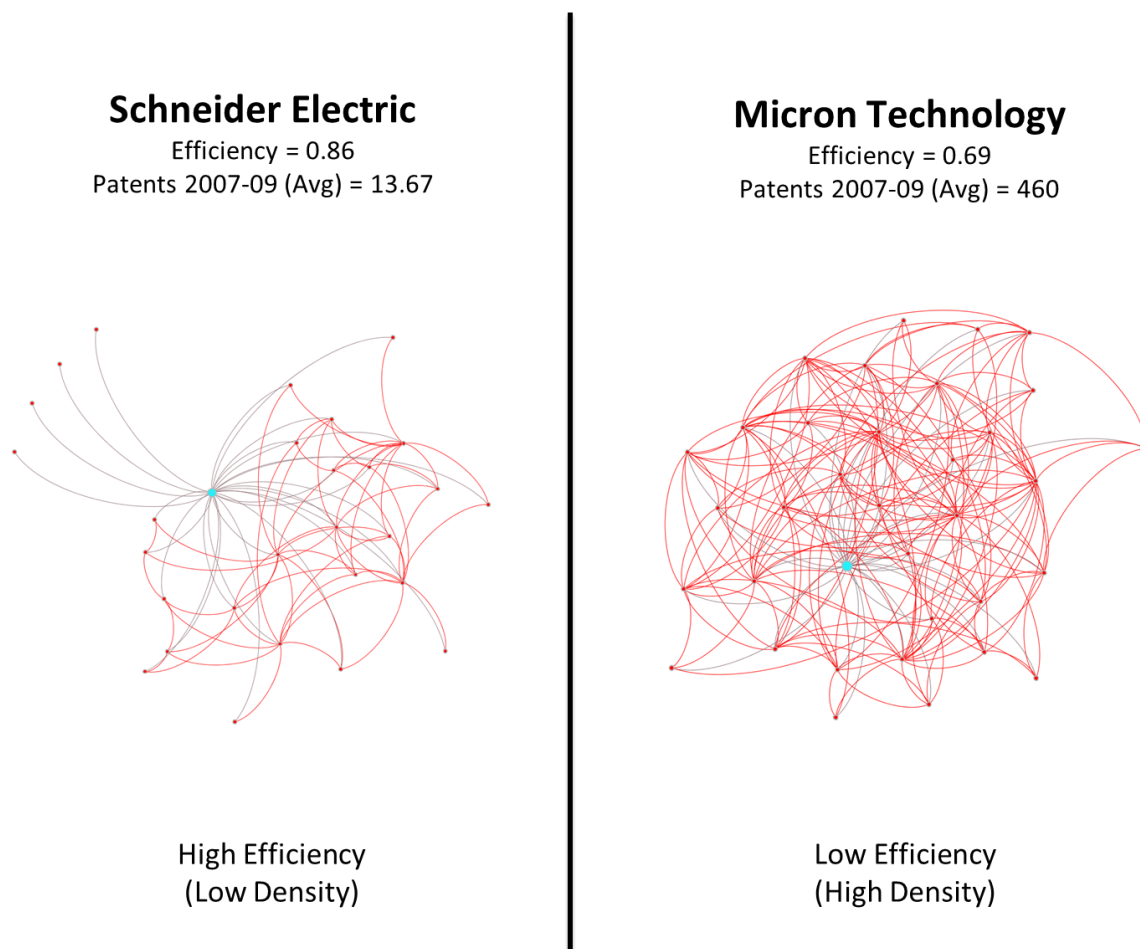 Schneider Electric
Efficiency = 0.86
Patents 2007-09 (Avg) = 13.67
High Efficiency
(Low Density)
Micron Technology
Efficiency = 0.69
Patents 2007-09 (Avg) = 460
Low Efficiency
(High Density)